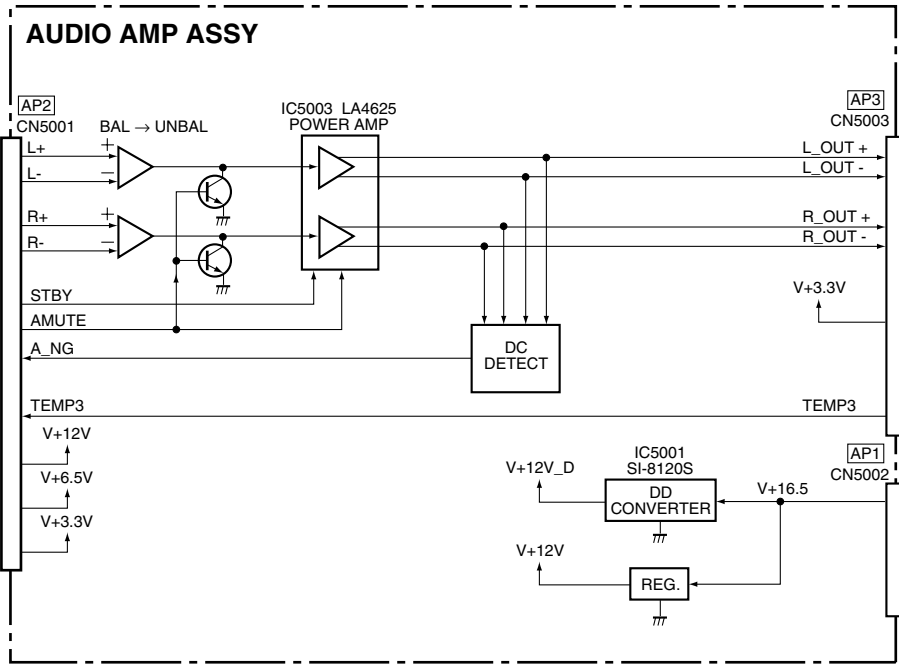 AUDIO AMP ASSY
AP2
CN5001
BAL → UNBAL
IC5003 LA4625
POWER AMP
AP3
CN5003
L+
+
L-
−
R+
+
R-
−
L_OUT +
L_OUT -
R_OUT +
R_OUT -
STBY
AMUTE
A_NG
DC
DETECT
V+3.3V
TEMP3
TEMP3
V+12V
V+6.5V
V+3.3V
IC5001
SI-8120S
DD
CONVERTER
V+12V_D
V+16.5
AP1
CN5002
V+12V
REG.